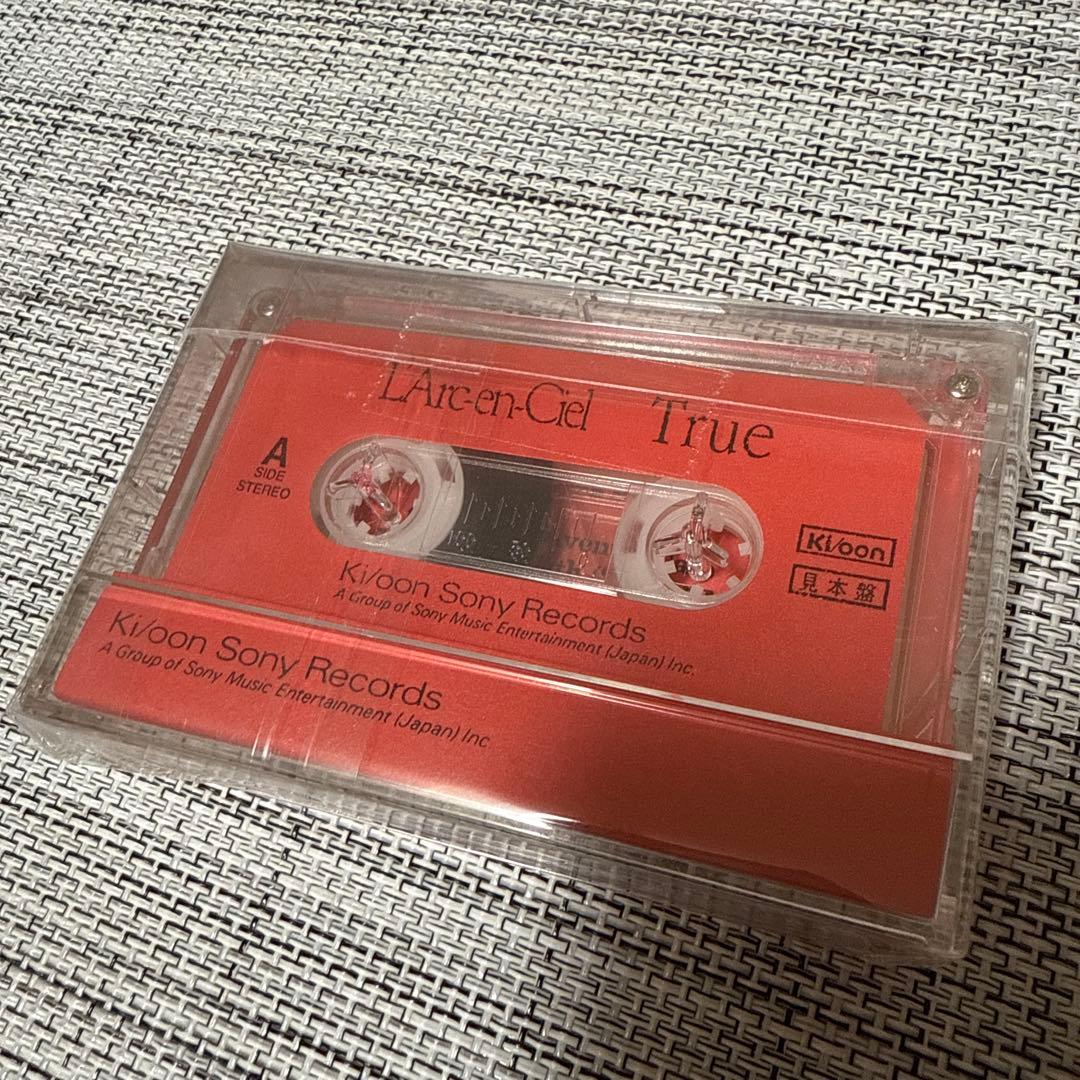 L'Arc-en-Ciel True
A
SIDE
STEREO
Ki/oon
見本盤
Ki/oon Sony Records
A Group of Sony Music Entertainment (Japan) Inc.
Ki/oon Sony Records
A Group of Sony Music Entertainment (Japan) Inc.